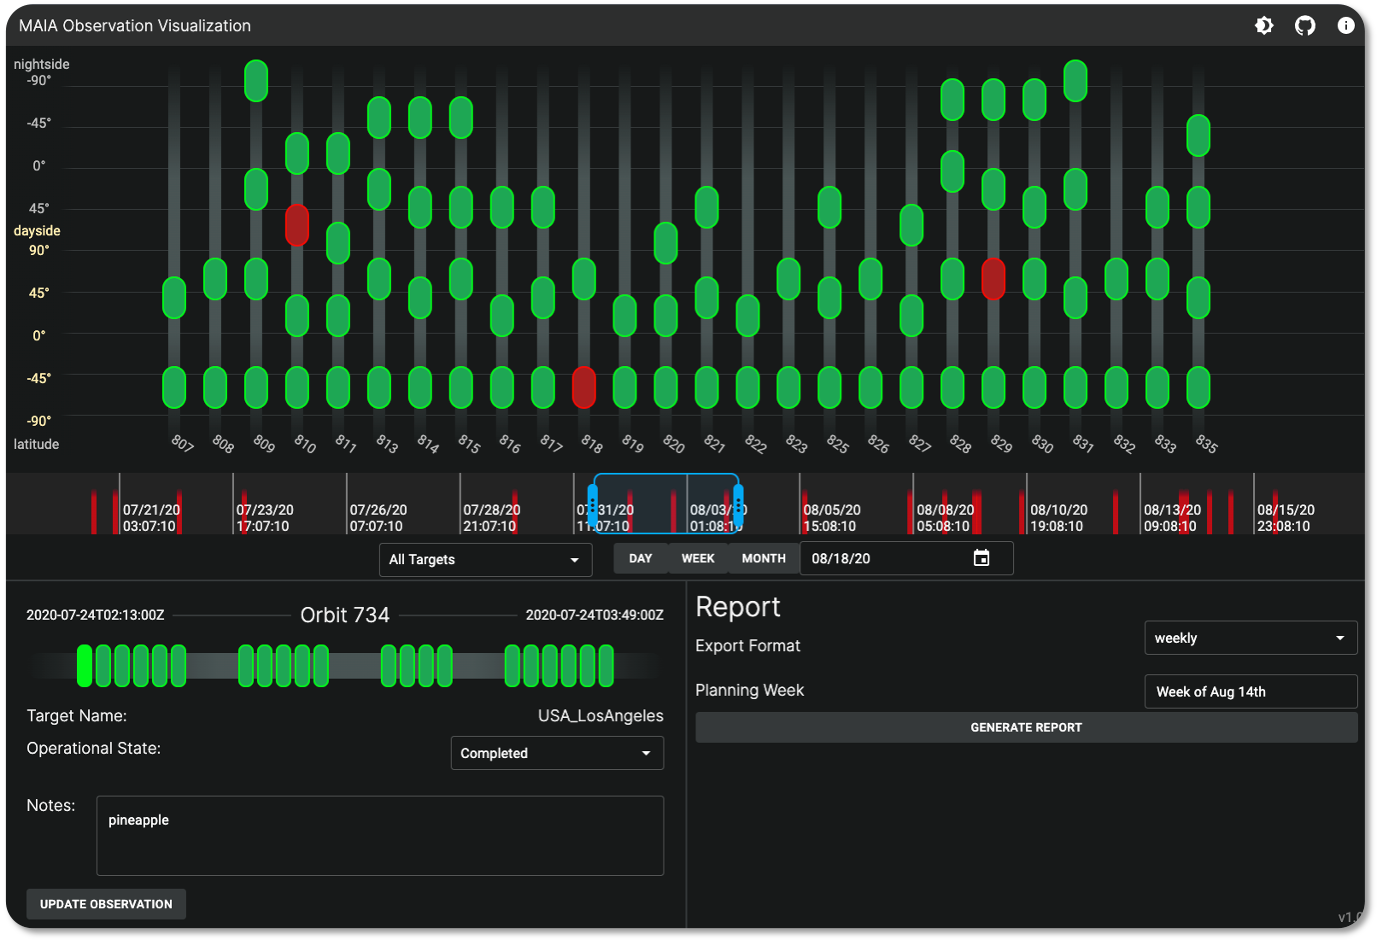 MAIA Observation Visualization
nightside
-90°
-45°
0°
45°
dayside
90°
45°
0°
-45°
-90°
latitude
807 808 809 810 811 813 814 815 816 817 818 819 820 821 822 823 825 826 827 828 829 830 831 832 833 835
07/21/20 07/23/20 07/26/20 07/28/20 07/31/20 08/03/20 08/05/20 08/08/20 08/10/20 08/13/20 08/15/20
03:07:10 17:07:10 07:07:10 21:07:10 11:07:10 01:08:10 15:08:10 05:08:10 19:08:10 09:08:10 23:08:10
All Targets DAY WEEK MONTH 08/18/20
2020-07-24T02:13:00Z Orbit 734 2020-07-24T03:49:00Z
Target Name: USA_LosAngeles
Operational State: Completed
Notes: pineapple
UPDATE OBSERVATION
Report
Export Format weekly
Planning Week Week of Aug 14th
GENERATE REPORT